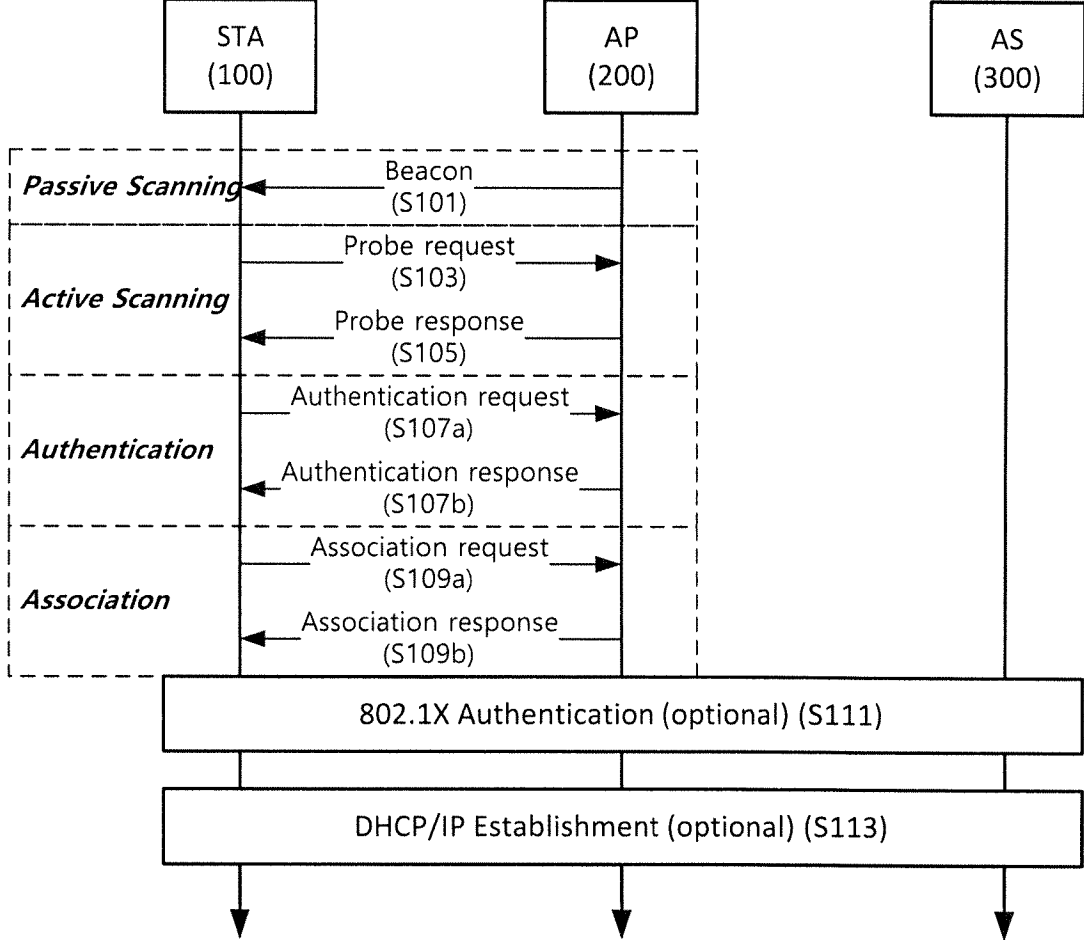 STA
(100)
AP
(200)
AS
(300)
Passive Scanning
Beacon
(S101)
Active Scanning
Probe request
(S103)
Probe response
(S105)
Authentication
Authentication request
(S107a)
Authentication response
(S107b)
Association
Association request
(S109a)
Association response
(S109b)
802.1X Authentication (optional) (S111)
DHCP/IP Establishment (optional) (S113)